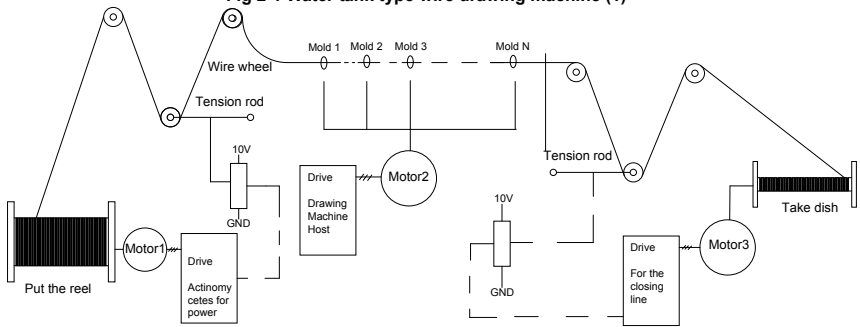 Fig 2-1 Water tank type wire drawing machine (1)
Wire wheel
Mold 1
Mold 2
Mold 3
Mold N
Tension rod
10V
GND
Put the reel
Motor1
Drive
Actinomy
cetes for
power
Drive
Drawing
Machine
Host
Motor2
Tension rod
10V
GND
Drive
For the
closing
line
Motor3
Take dish